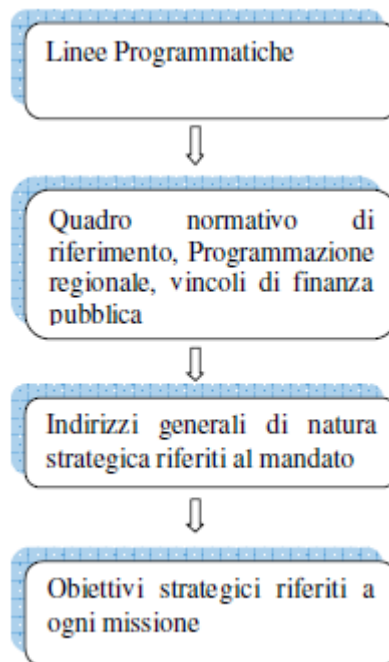 Linee Programmatiche
Quadro normativo di
riferimento, Programmazione
regionale, vincoli di finanza
pubblica
Indirizzi generali di natura
strategica riferiti al mandato
Obiettivi strategici riferiti a
ogni missione